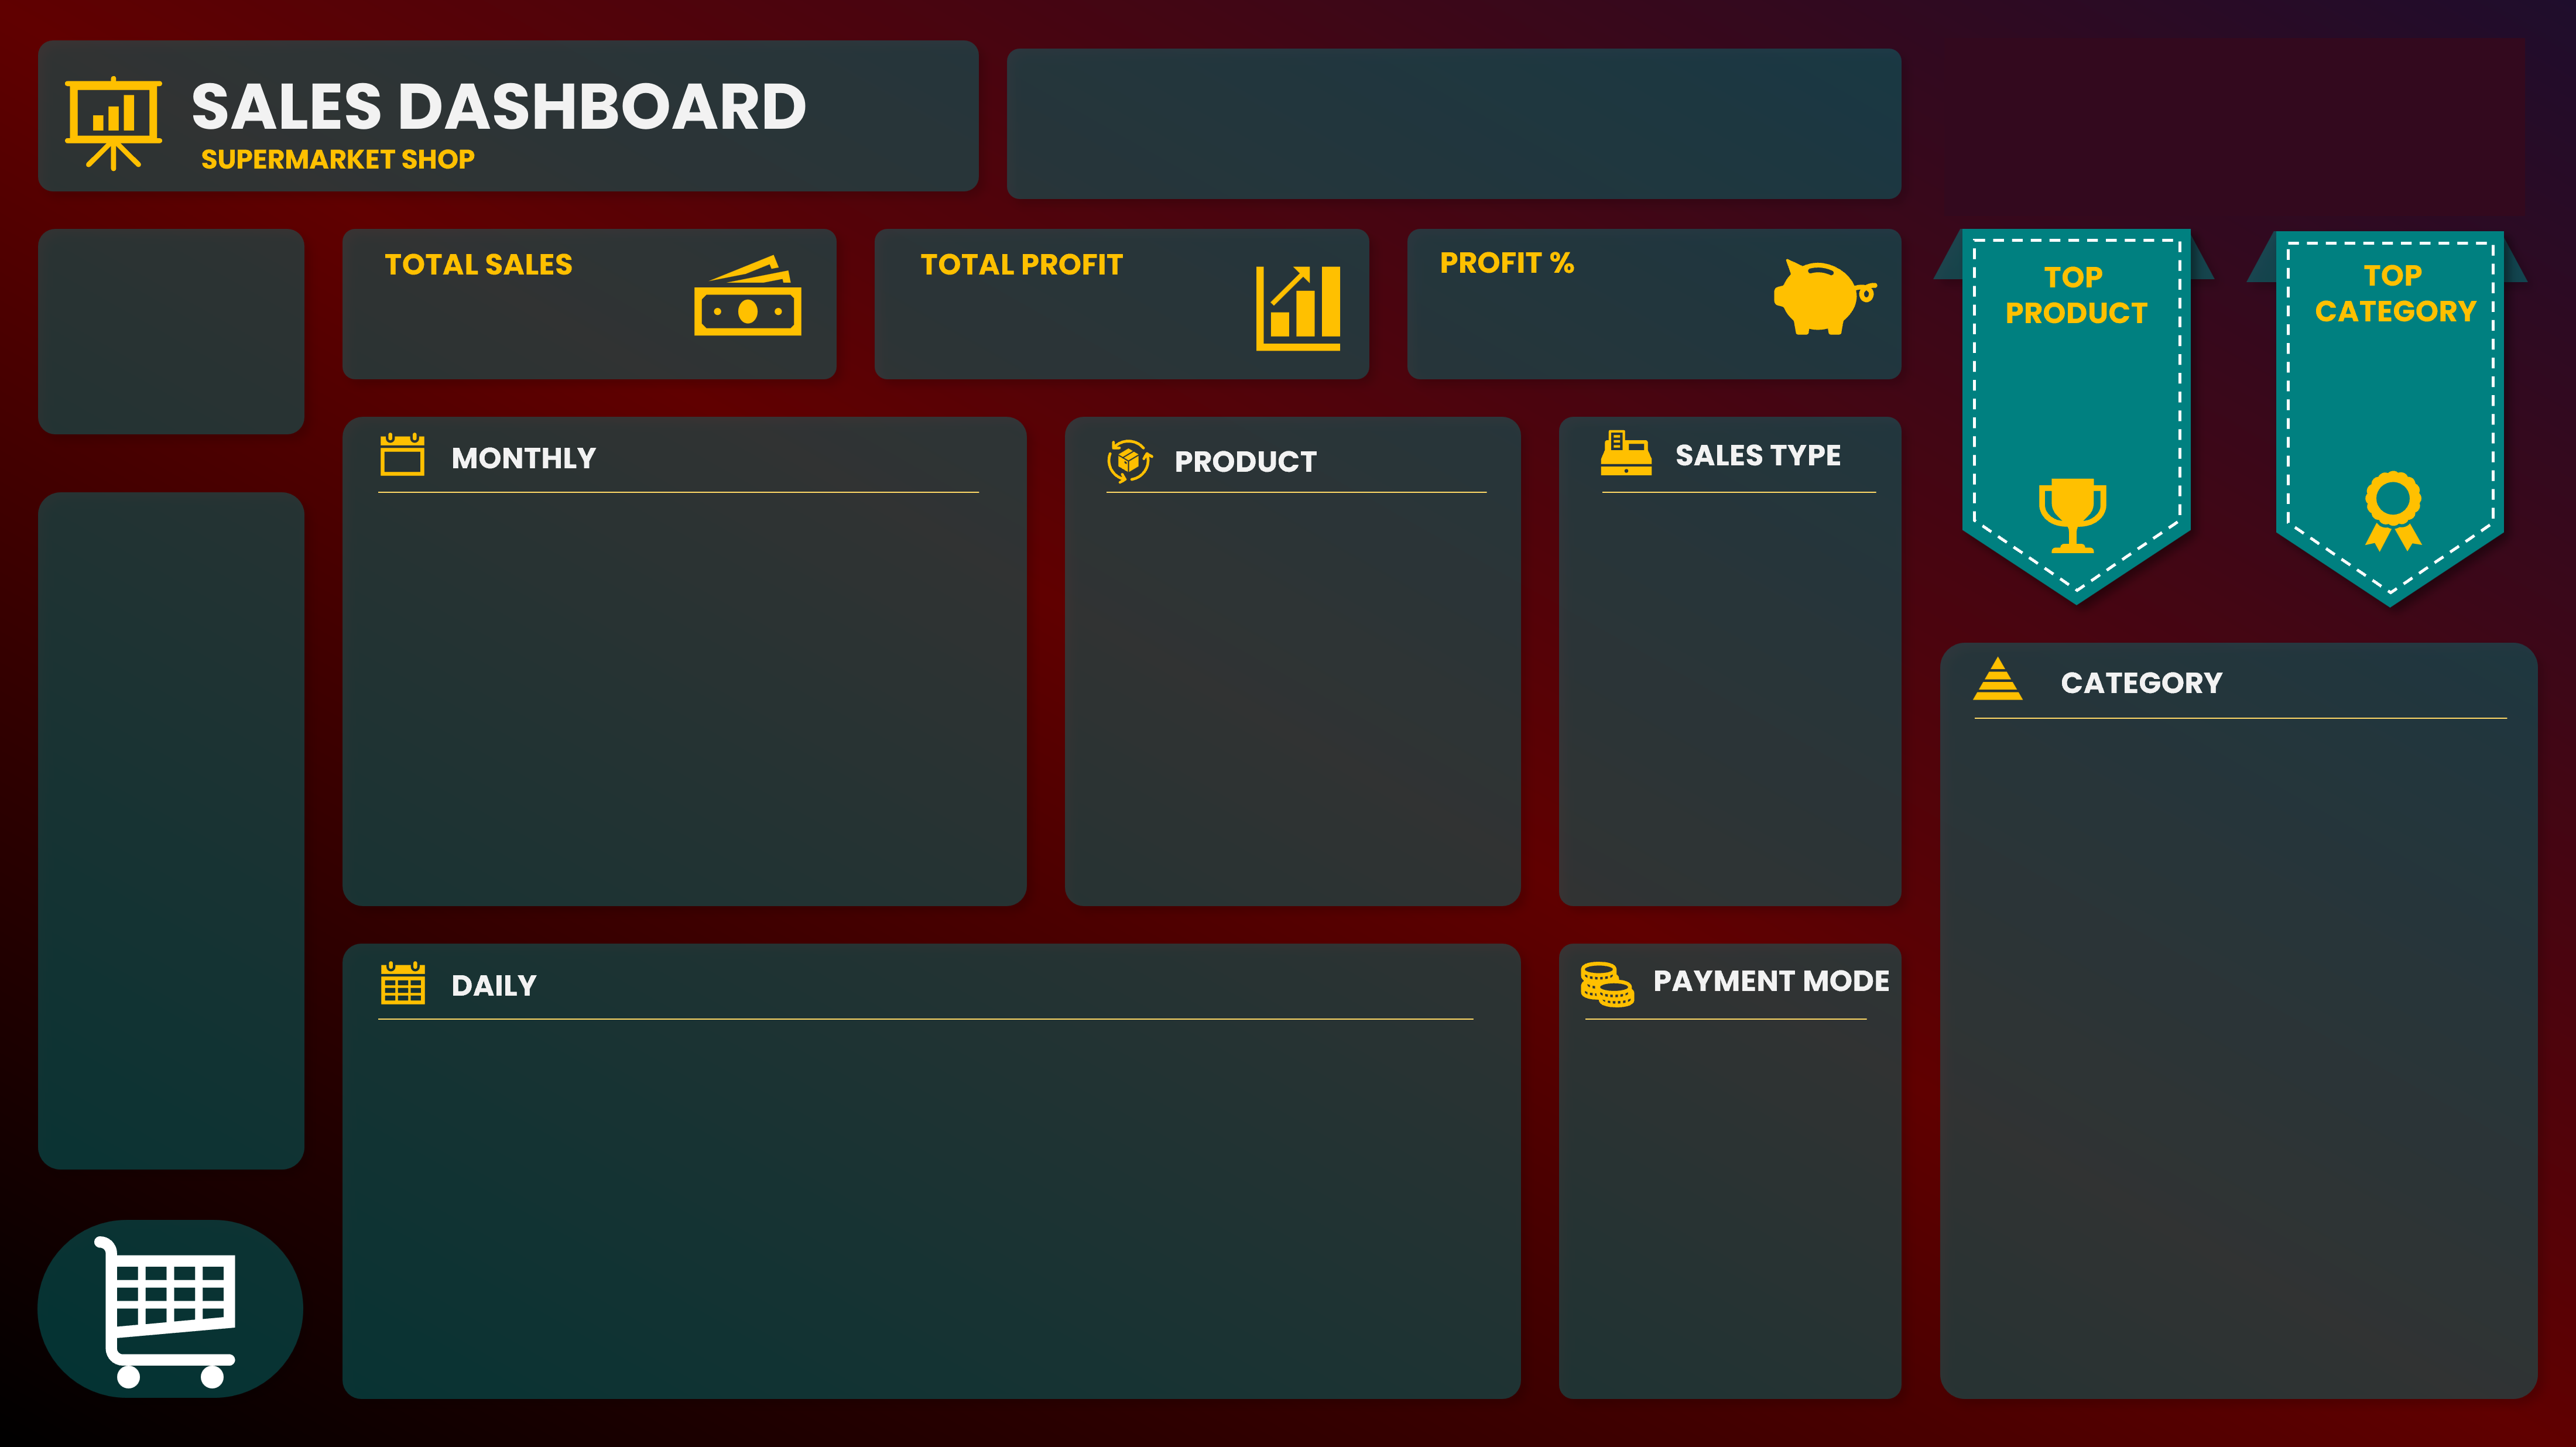 SALES DASHBOARD
SUPERMARKET SHOP
TOTAL SALES
TOTAL PROFIT
PROFIT %
TOP
PRODUCT
TOP
CATEGORY
MONTHLY
PRODUCT
SALES TYPE
CATEGORY
DAILY
PAYMENT MODE